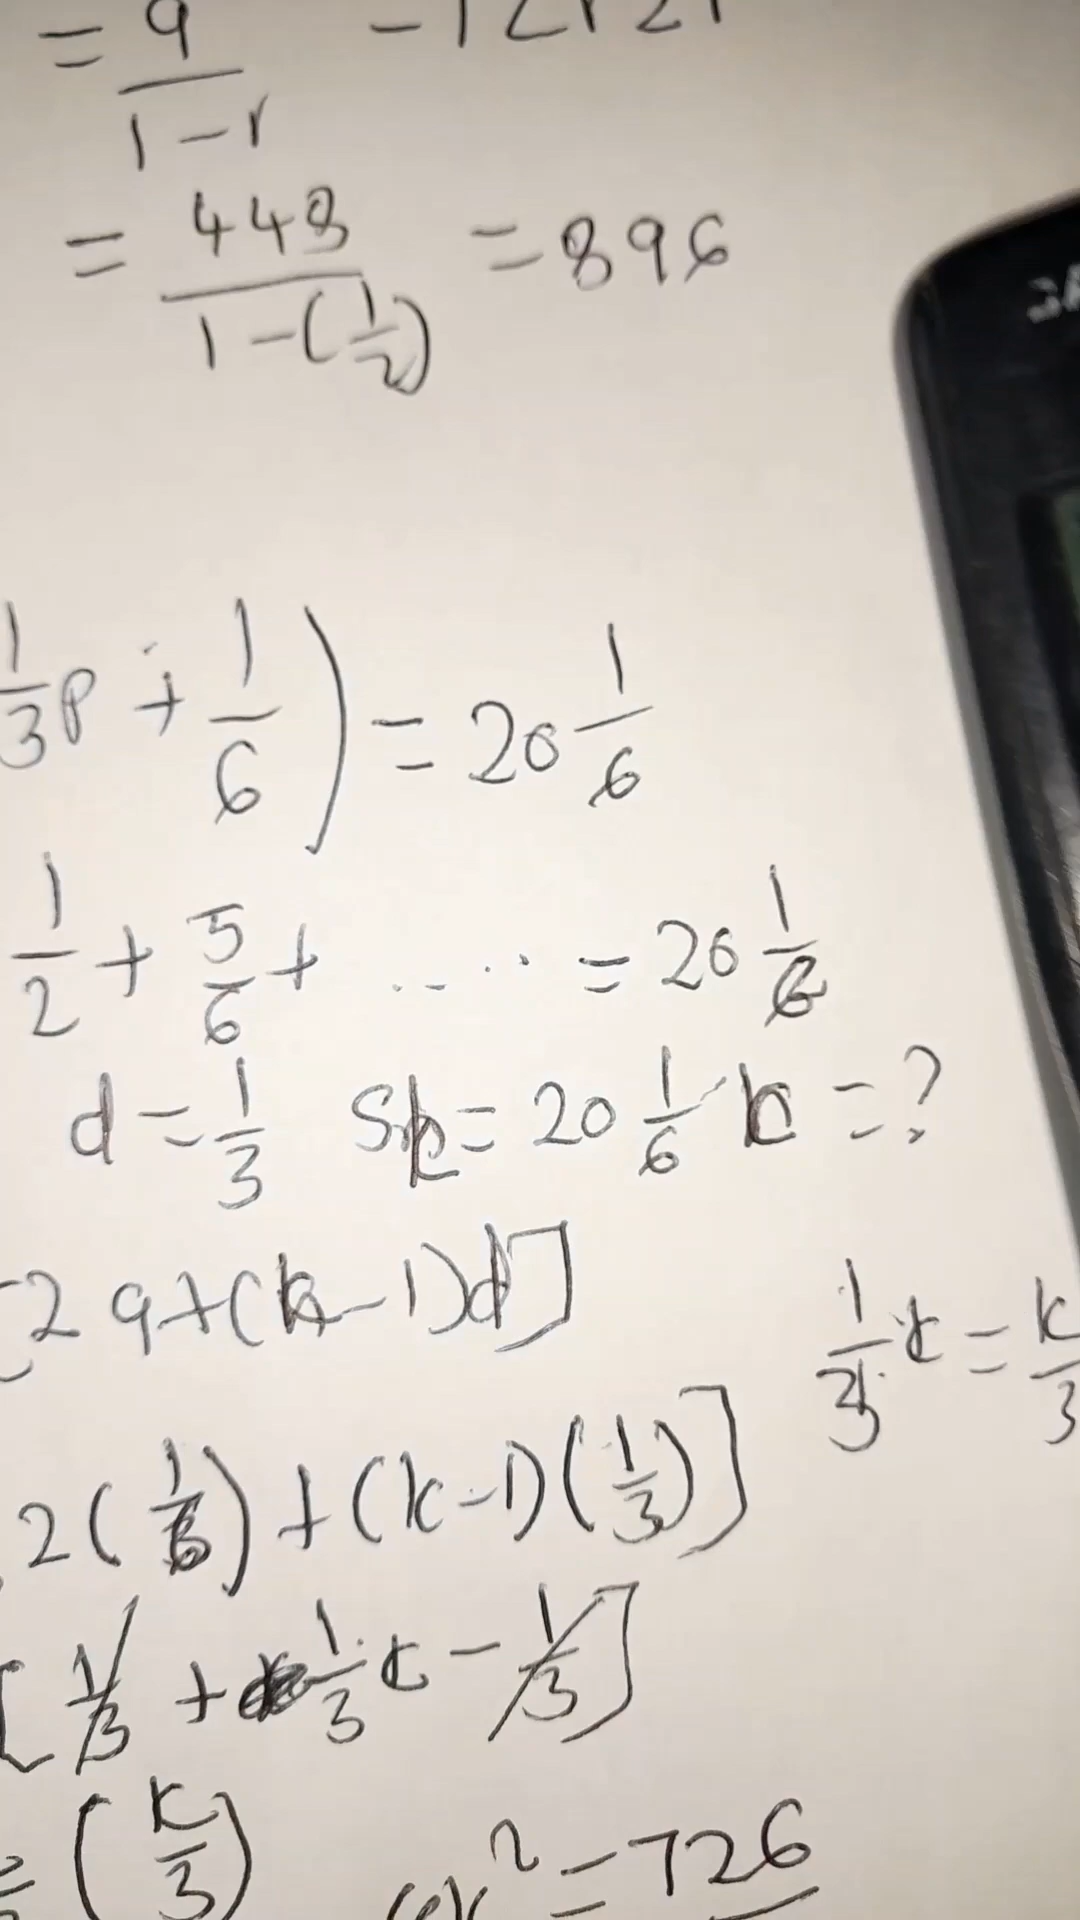 = a
1 - r
= 448 / 1 - (1/2) = 896
1/3 p + 1/6 ) = 20 1/6
1/2 + 5/6 + .... = 20 1/6
d = 1/3 Sk = 20 1/6 k = ?
2a + (k - 1)d]
1/3 k = k/3
2(1/6) + (k - 1)(1/3)]
[1/3 + 1/3 k - 1/3]
= (k/3)
k² = 726